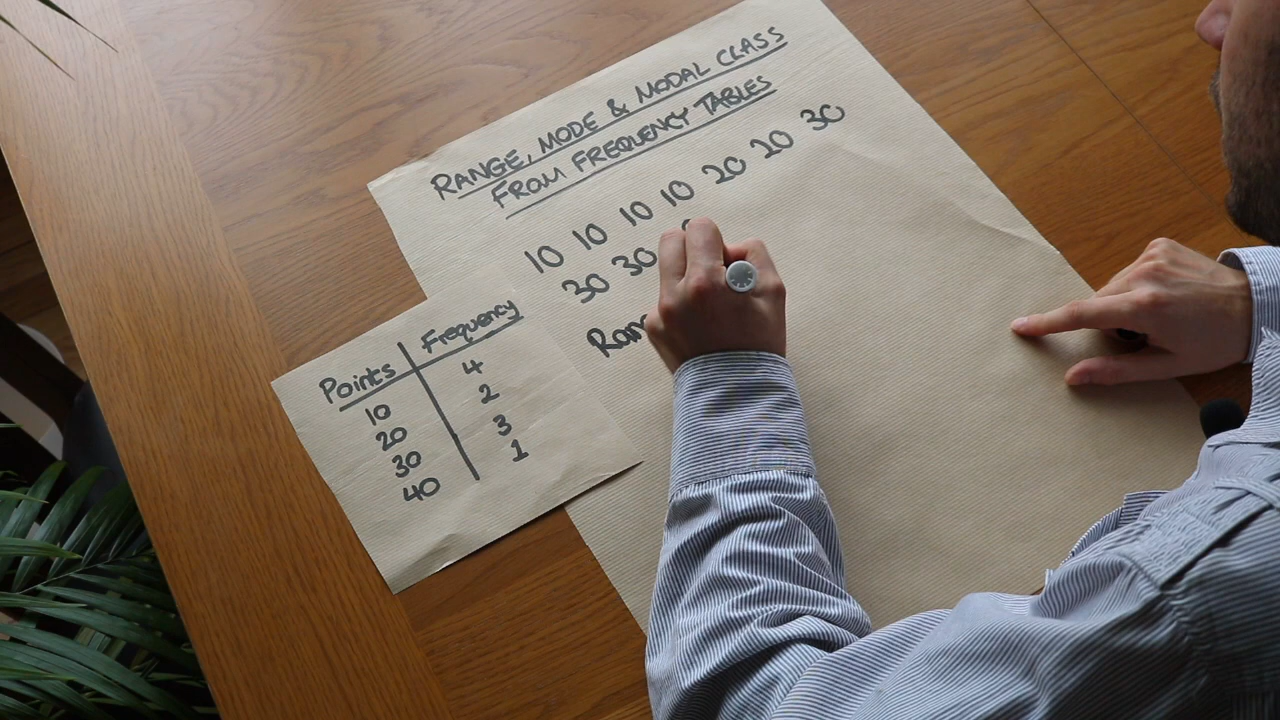 RANGE, MODE & MODAL CLASS
FROM FREQUENCY TABLES
10 10 10 10 20 20 30
30 30
Points Frequency
10 4
20 2
30 3
40 1